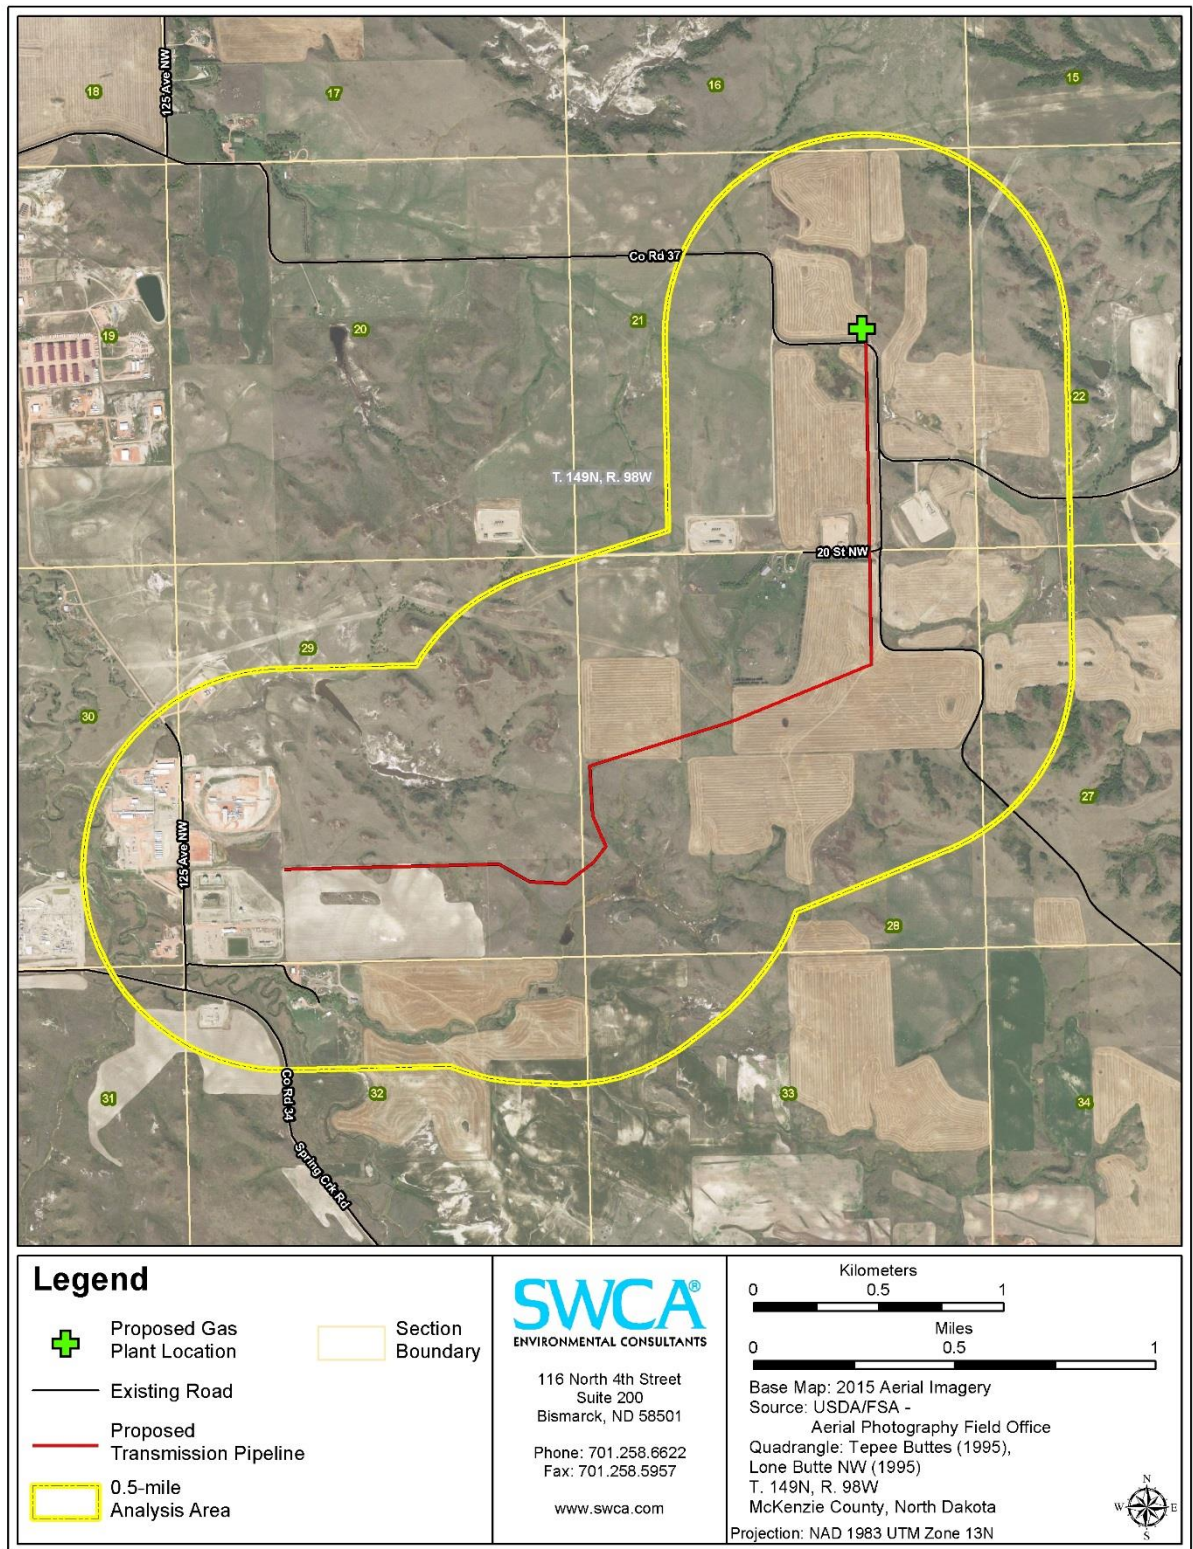 18
125 Ave NW
17
16
15
Co Rd 37
19
20
21
22
T. 149N, R. 98W
20 St NW
29
30
27
125 Ave NW
28
31
Co Rd 34
32
33
34
Spring Crk Rd
Legend
Proposed Gas
Plant Location
Section
Boundary
Existing Road
Proposed
Transmission Pipeline
0.5-mile
Analysis Area
SWCA®
ENVIRONMENTAL CONSULTANTS
116 North 4th Street
Suite 200
Bismarck, ND 58501
Phone: 701.258.6622
Fax: 701.258.5957
www.swca.com
Kilometers
0 0.5 1
Miles
0 0.5 1
Base Map: 2015 Aerial Imagery
Source: USDA/FSA -
Aerial Photography Field Office
Quadrangle: Tepee Buttes (1995),
Lone Butte NW (1995)
T. 149N, R. 98W
McKenzie County, North Dakota
Projection: NAD 1983 UTM Zone 13N
N
W E
S